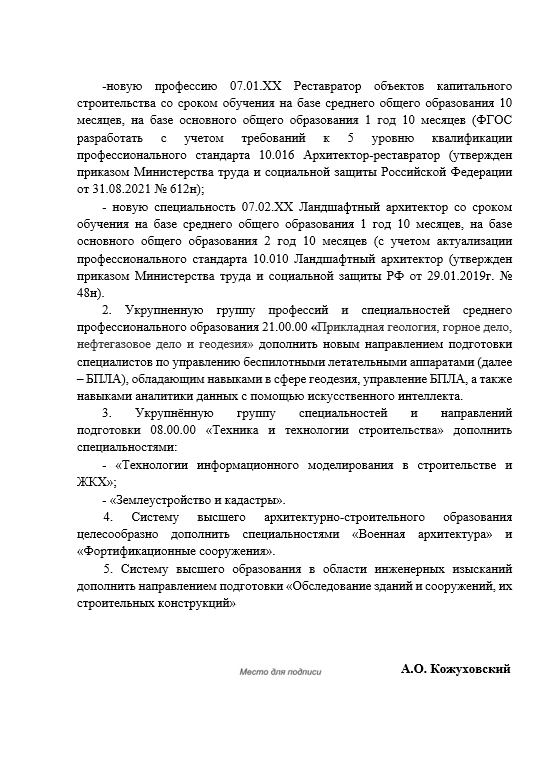 -новую профессию 07.01.XX Реставратор объектов капитального
строительства со сроком обучения на базе среднего общего образования 10
месяцев, на базе основного общего образования 1 год 10 месяцев (ФГОС
разработать с учетом требований к 5 уровню квалификации
профессионального стандарта 10.016 Архитектор-реставратор (утвержден
приказом Министерства труда и социальной защиты Российской Федерации
от 31.08.2021 № 612н);
- новую специальность 07.02.XX Ландшафтный архитектор со сроком
обучения на базе среднего общего образования 1 год 10 месяцев, на базе
основного общего образования 2 год 10 месяцев (с учетом актуализации
профессионального стандарта 10.010 Ландшафтный архитектор (утвержден
приказом Министерства труда и социальной защиты РФ от 29.01.2019г. №
48н).
2. Укрупненную группу профессий и специальностей среднего
профессионального образования 21.00.00 «Прикладная геология, горное дело,
нефтегазовое дело и геодезия» дополнить новым направлением подготовки
специалистов по управлению беспилотными летательными аппаратами (далее
– БПЛА), обладающим навыками в сфере геодезия, управление БПЛА, а также
навыками аналитики данных с помощью искусственного интеллекта.
3. Укрупнённую группу специальностей и направлений
подготовки 08.00.00 «Техника и технологии строительства» дополнить
специальностями:
- «Технологии информационного моделирования в строительстве и
ЖКХ»;
- «Землеустройство и кадастры».
4. Систему высшего архитектурно-строительного образования
целесообразно дополнить специальностями «Военная архитектура» и
«Фортификационные сооружения».
5. Систему высшего образования в области инженерных изысканий
дополнить направлением подготовки «Обследование зданий и сооружений, их
строительных конструкций»
Место для подписи А.О. Кожуховский